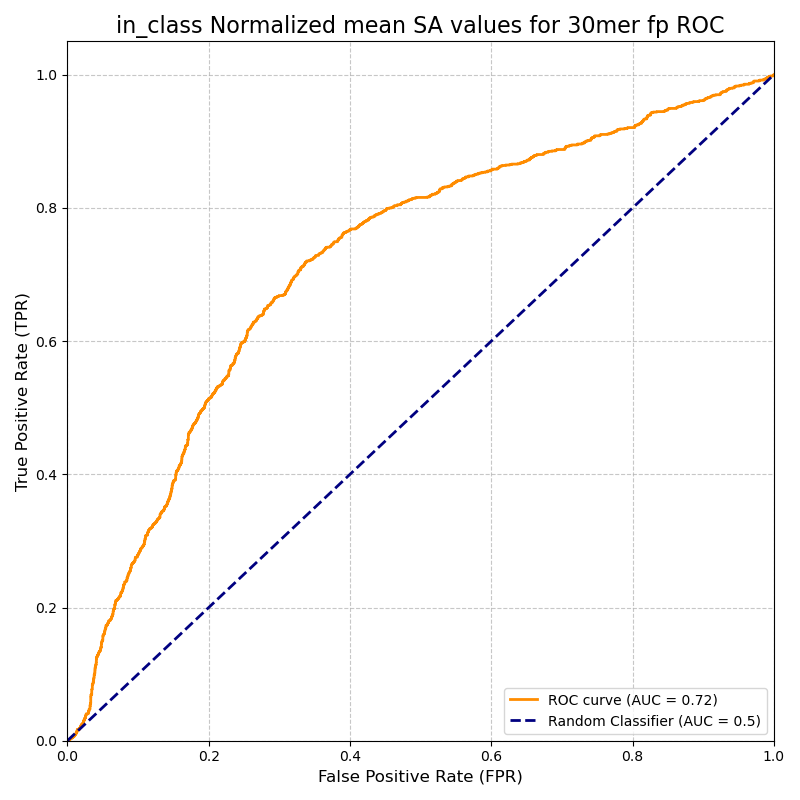 in_class Normalized mean SA values for 30mer fp ROC
True Positive Rate (TPR)
1.0
0.8
0.6
0.4
0.2
0.0
0.0 0.2 0.4 0.6 0.8 1.0
False Positive Rate (FPR)
ROC curve (AUC = 0.72)
Random Classifier (AUC = 0.5)